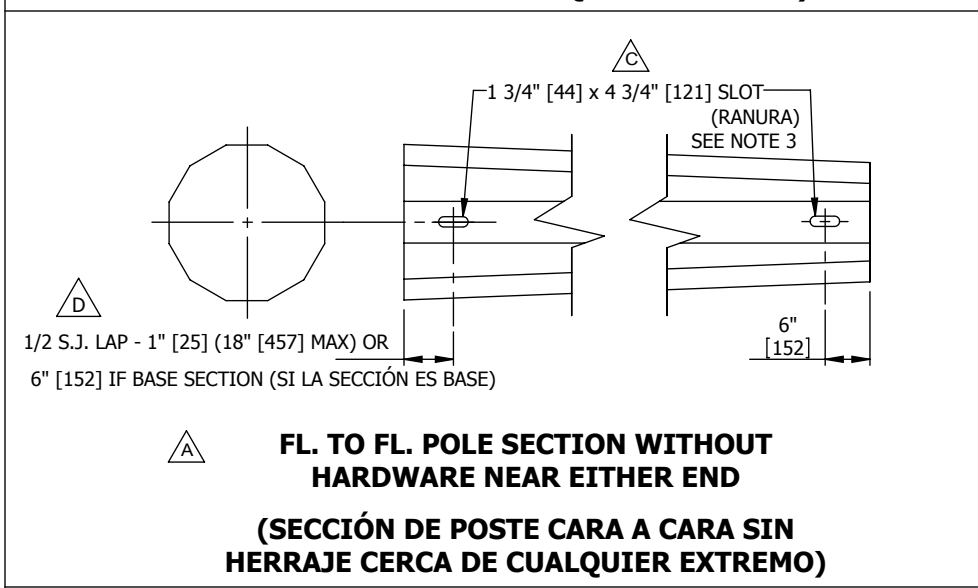 C
1 3/4" [44] x 4 3/4" [121] SLOT
(RANURA)
SEE NOTE 3
D
1/2 S.J. LAP - 1" [25] (18" [457] MAX) OR
6" [152] IF BASE SECTION (SI LA SECCIÓN ES BASE)
6"
[152]
A
FL. TO FL. POLE SECTION WITHOUT
HARDWARE NEAR EITHER END
(SECCIÓN DE POSTE CARA A CARA SIN
HERRAJE CERCA DE CUALQUIER EXTREMO)